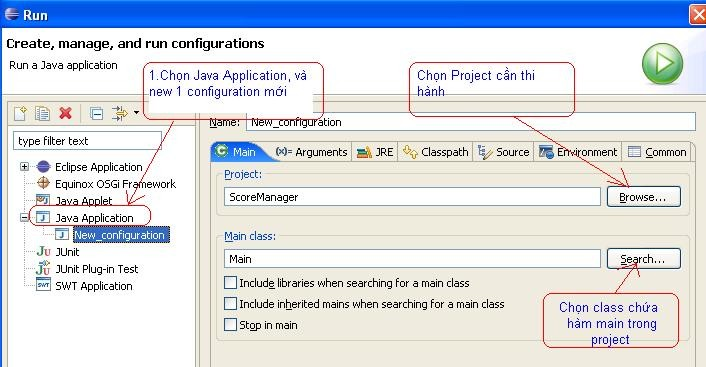 Run
Create, manage, and run configurations
Run a Java application
1.Chọn Java Application, và
new 1 configuration mới
Chọn Project cần thi
hành
Name: New_configuration
type filter text
Eclipse Application
Equinox OSGi Framework
Java Applet
Java Application
New_configuration
JUnit
JUnit Plug-in Test
SWT Application
Main (x)= Arguments JRE Classpath Source Environment Common
Project:
ScoreManager Browse...
Main class:
Main Search...
Include libraries when searching for a main class
Include inherited mains when searching for a main class
Stop in main
Chọn class chứa
hàm main trong
project